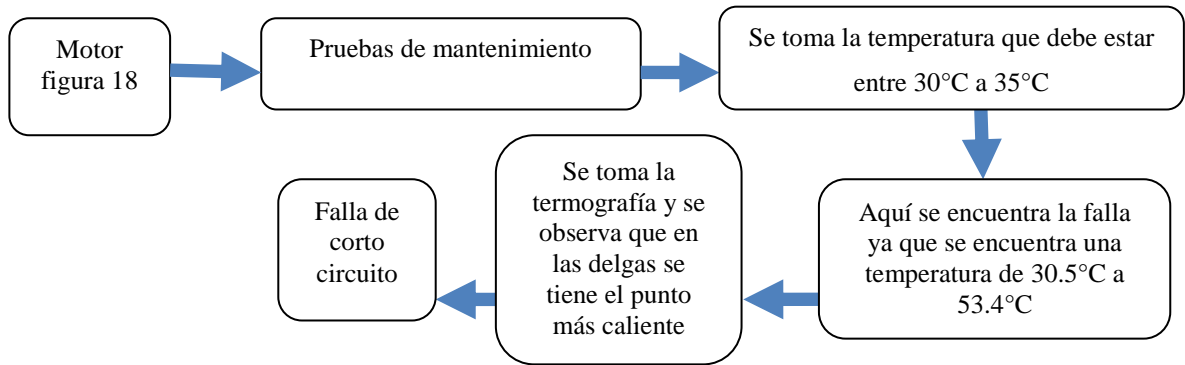 Motor
figura 18
Pruebas de mantenimiento
Se toma la temperatura que debe estar
entre 30°C a 35°C
Aquí se encuentra la falla
ya que se encuentra una
temperatura de 30.5°C a
53.4°C
Se toma la
termografía y se
observa que en
las delgas se
tiene el punto
más caliente
Falla de
corto
circuito